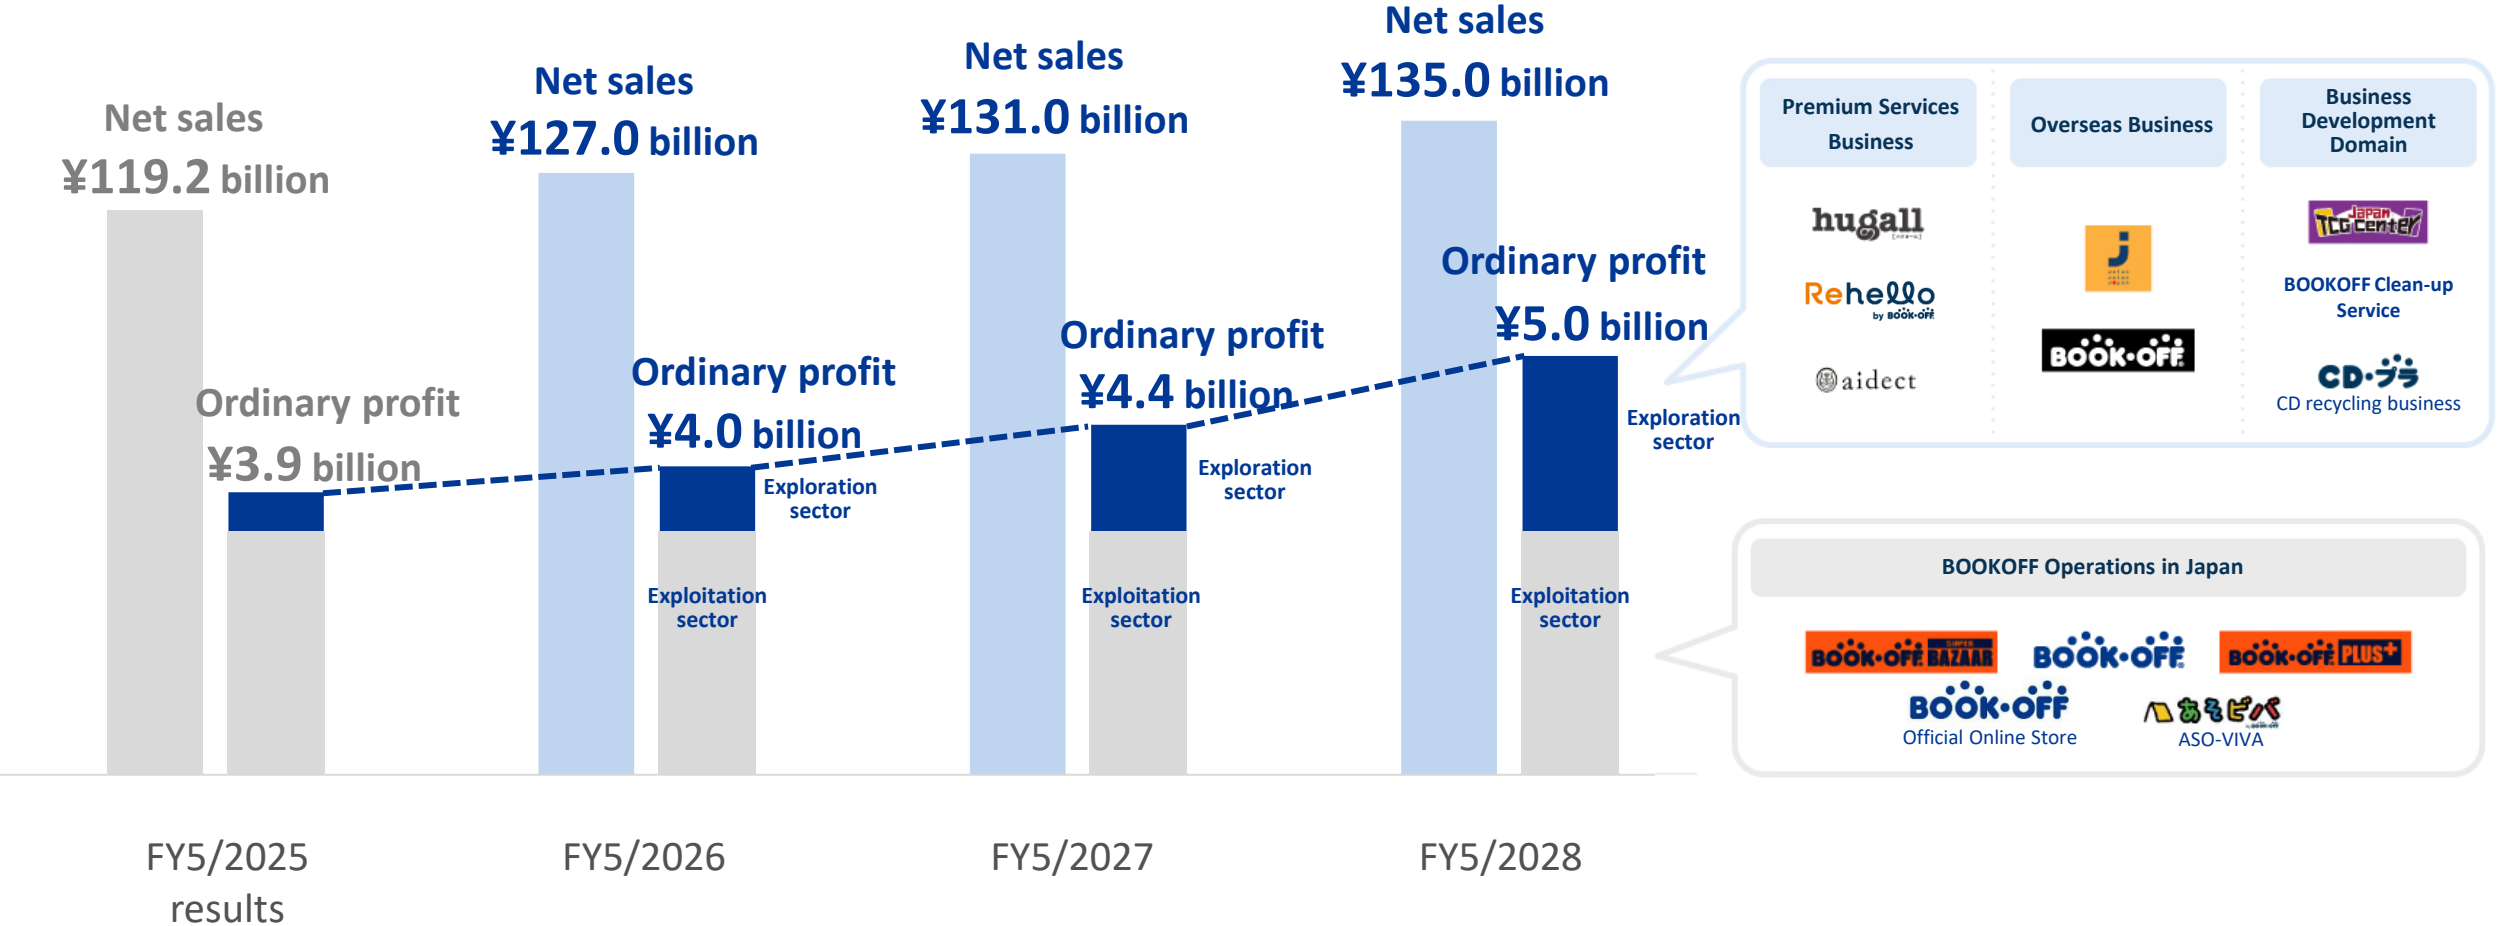 Net sales
¥119.2 billion
Ordinary profit
¥3.9 billion
Net sales
¥127.0 billion
Ordinary profit
¥4.0 billion
Exploration
sector
Exploitation
sector
Net sales
¥131.0 billion
Ordinary profit
¥4.4 billion
Exploration
sector
Exploitation
sector
Net sales
¥135.0 billion
Ordinary profit
¥5.0 billion
Exploration
sector
Exploitation
sector
FY5/2025
results
FY5/2026
FY5/2027
FY5/2028
Premium Services
Business
hugall
Rehello
by BOOK•OFF
aidect
Overseas Business
J
BOOK•OFF
Business
Development
Domain
Japan
TCG Center
BOOKOFF Clean-up
Service
CD•プラ
CD recycling business
BOOKOFF Operations in Japan
BOOK•OFF SUPER BAZAAR
BOOK•OFF
BOOK•OFF PLUS+
BOOK•OFF
Official Online Store
あそビバ
ASO-VIVA